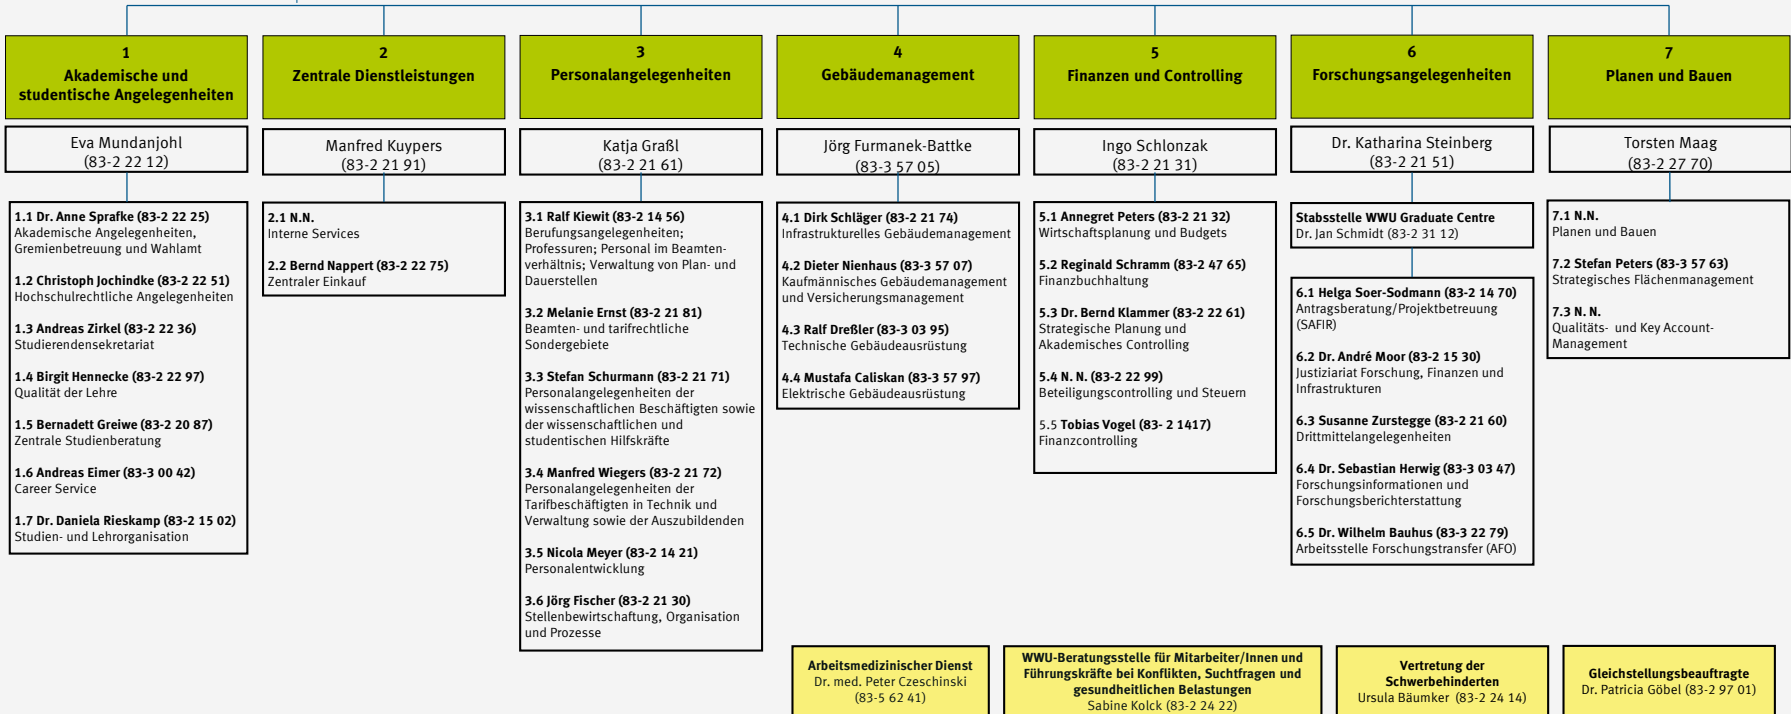 1
Akademische und
studentische Angelegenheiten
Eva Mundanjohl
(83-2 22 12)
1.1 Dr. Anne Sprafke (83-2 22 25)
Akademische Angelegenheiten,
Gremienbetreuung und Wahlamt
1.2 Christoph Jochindke (83-2 22 51)
Hochschulrechtliche Angelegenheiten
1.3 Andreas Zirkel (83-2 22 36)
Studierendensekretariat
1.4 Birgit Hennecke (83-2 22 97)
Qualität der Lehre
1.5 Bernadett Greiwe (83-2 20 87)
Zentrale Studienberatung
1.6 Andreas Eimer (83-3 00 42)
Career Service
1.7 Dr. Daniela Rieskamp (83-2 15 02)
Studien- und Lehrorganisation
2
Zentrale Dienstleistungen
Manfred Kuypers
(83-2 21 91)
2.1 N.N.
Interne Services
2.2 Bernd Nappert (83-2 22 75)
Zentraler Einkauf
3
Personalangelegenheiten
Katja Graßl
(83-2 21 61)
3.1 Ralf Kiewit (83-2 14 56)
Berufungsangelegenheiten;
Professuren; Personal im Beamten-
verhältnis; Verwaltung von Plan- und
Dauerstellen
3.2 Melanie Ernst (83-2 21 81)
Beamten- und tarifrechtliche
Sondergebiete
3.3 Stefan Schurmann (83-2 21 71)
Personalangelegenheiten der
wissenschaftlichen Beschäftigten sowie
der wissenschaftlichen und
studentischen Hilfskräfte
3.4 Manfred Wiegers (83-2 21 72)
Personalangelegenheiten der
Tarifbeschäftigten in Technik und
Verwaltung sowie der Auszubildenden
3.5 Nicola Meyer (83-2 14 21)
Personalentwicklung
3.6 Jörg Fischer (83-2 21 30)
Stellenbewirtschaftung, Organisation
und Prozesse
4
Gebäudemanagement
Jörg Furmanek-Battke
(83-3 57 05)
4.1 Dirk Schläger (83-2 21 74)
Infrastrukturelles Gebäudemanagement
4.2 Dieter Nienhaus (83-3 57 07)
Kaufmännisches Gebäudemanagement
und Versicherungsmanagement
4.3 Ralf Dreßler (83-3 03 95)
Technische Gebäudeausrüstung
4.4 Mustafa Caliskan (83-3 57 97)
Elektrische Gebäudeausrüstung
5
Finanzen und Controlling
Ingo Schlonzak
(83-2 21 31)
5.1 Annegret Peters (83-2 21 32)
Wirtschaftsplanung und Budgets
5.2 Reginald Schramm (83-2 47 65)
Finanzbuchhaltung
5.3 Dr. Bernd Klammer (83-2 22 61)
Strategische Planung und
Akademisches Controlling
5.4 N. N. (83-2 22 99)
Beteiligungscontrolling und Steuern
5.5 Tobias Vogel (83- 2 1417)
Finanzcontrolling
6
Forschungsangelegenheiten
Dr. Katharina Steinberg
(83-2 21 51)
Stabsstelle WWU Graduate Centre
Dr. Jan Schmidt (83-2 31 12)
6.1 Helga Soer-Sodmann (83-2 14 70)
Antragsberatung/Projektbetreuung
(SAFIR)
6.2 Dr. André Moor (83-2 15 30)
Justiziariat Forschung, Finanzen und
Infrastrukturen
6.3 Susanne Zurstegge (83-2 21 60)
Drittmittelangelegenheiten
6.4 Dr. Sebastian Herwig (83-3 03 47)
Forschungsinformationen und
Forschungsberichterstattung
6.5 Dr. Wilhelm Bauhus (83-3 22 79)
Arbeitsstelle Forschungstransfer (AFO)
7
Planen und Bauen
Torsten Maag
(83-2 27 70)
7.1 N.N.
Planen und Bauen
7.2 Stefan Peters (83-3 57 63)
Strategisches Flächenmanagement
7.3 N. N.
Qualitäts- und Key Account-
Management
Arbeitsmedizinischer Dienst
Dr. med. Peter Czeschinski
(83-5 62 41)
WWU-Beratungsstelle für Mitarbeiter/Innen und
Führungskräfte bei Konflikten, Suchtfragen und
gesundheitlichen Belastungen
Sabine Kolck (83-2 24 22)
Vertretung der
Schwerbehinderten
Ursula Bäumker (83-2 24 14)
Gleichstellungsbeauftragte
Dr. Patricia Göbel (83-2 97 01)